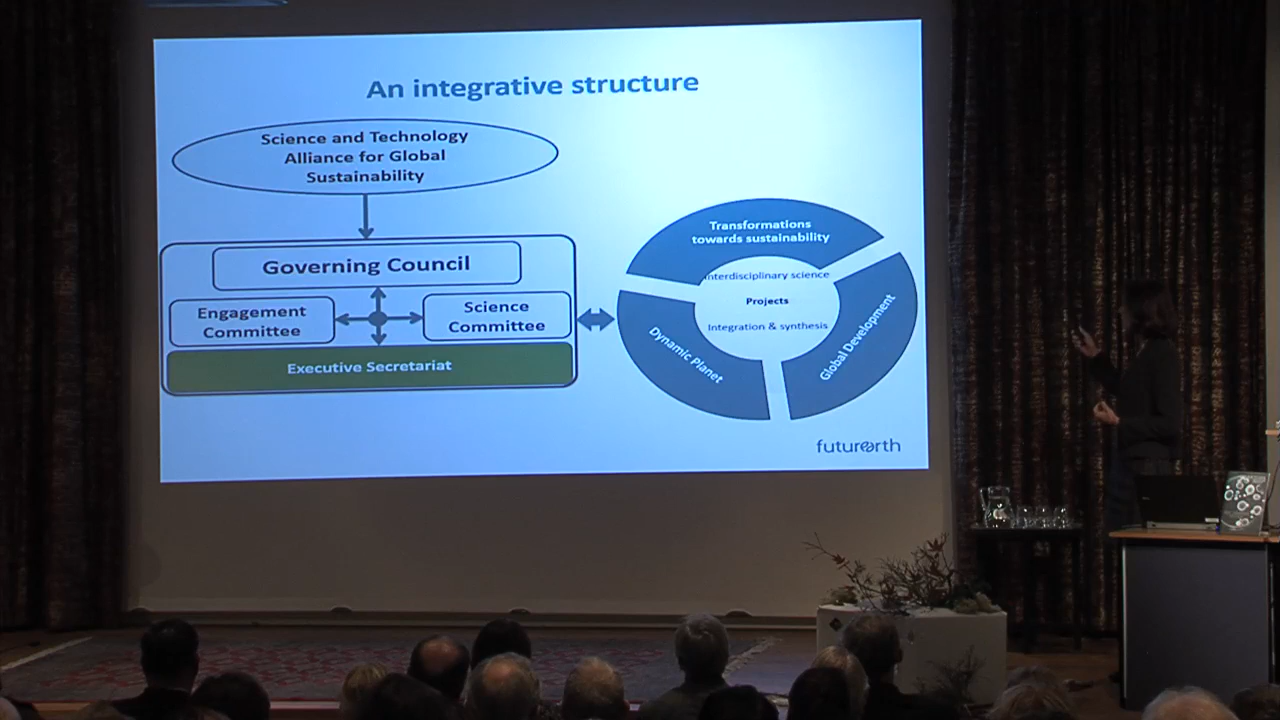 An integrative structure
Science and Technology
Alliance for Global
Sustainability
Governing Council
Engagement
Committee
Science
Committee
Executive Secretariat
Transformations
towards sustainability
Interdisciplinary science
Projects
Integration & synthesis
Dynamic Planet
Global Development
futurearth